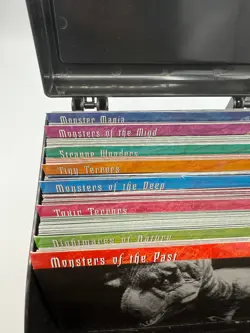 Monster Mania
Monsters of the Mind
Strange Wonders
Tiny Terrors
Monsters of the Deep
Toxic Terrors
Nightmares of Nature
Monsters of the Past